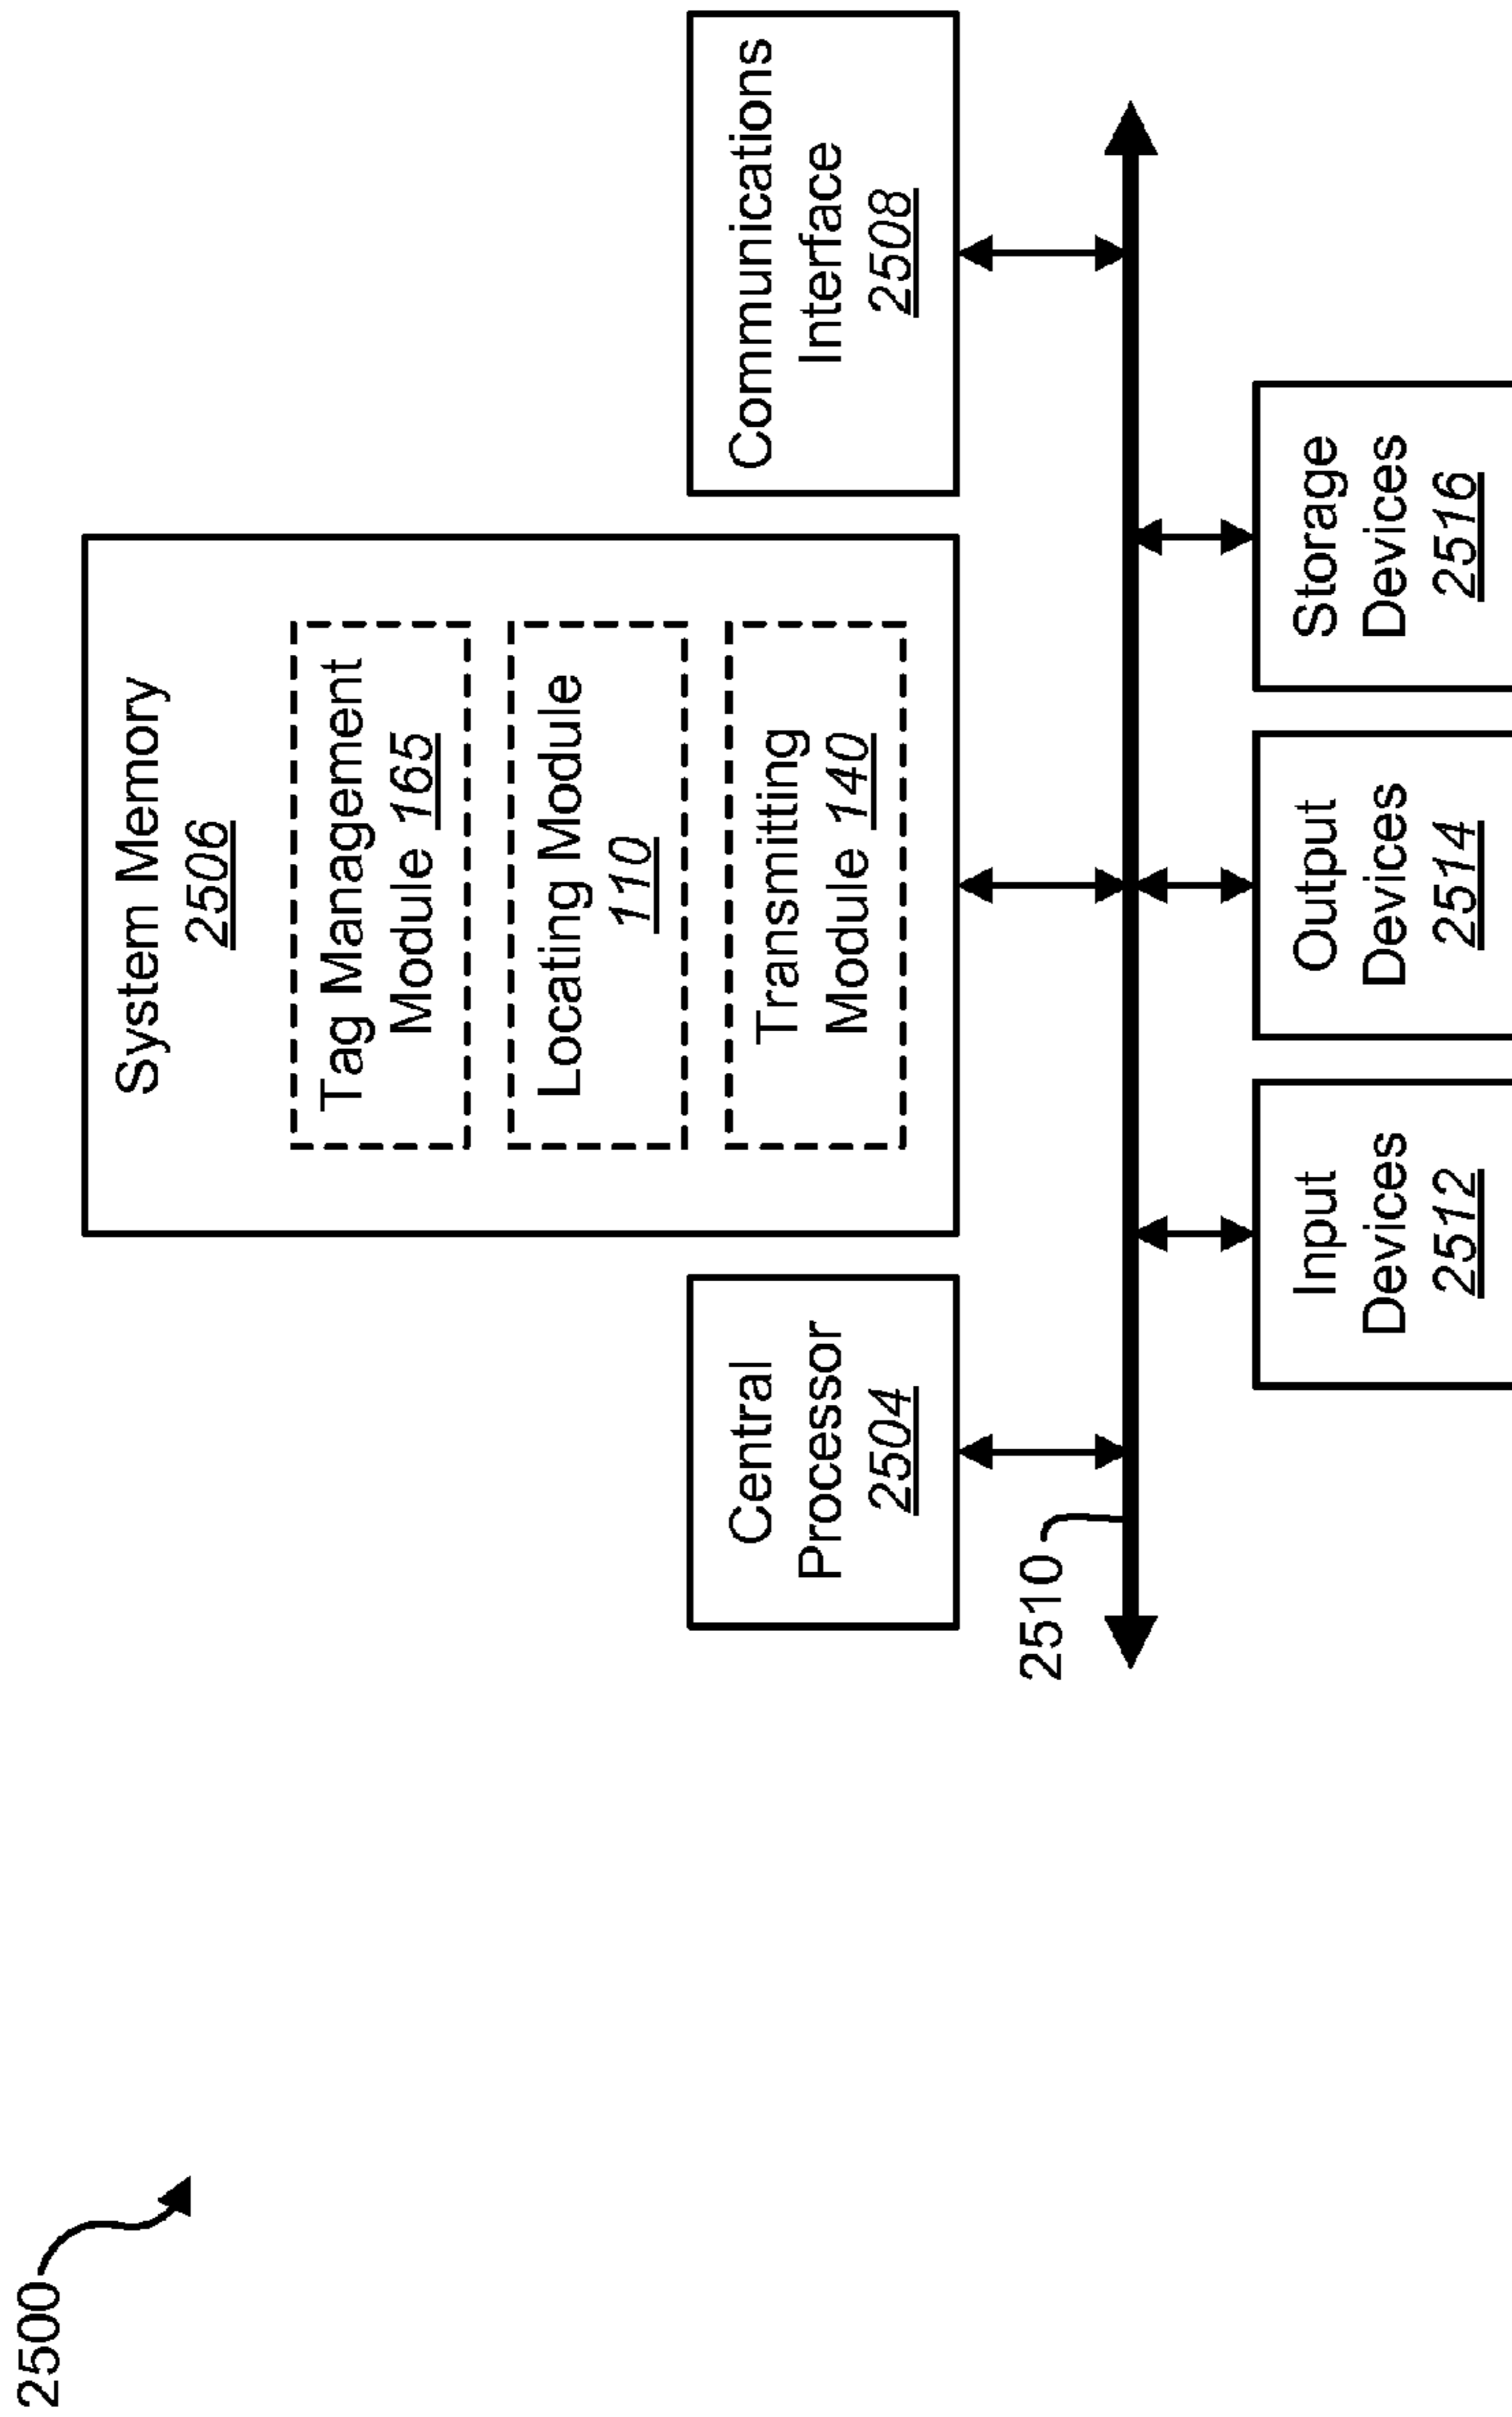 2500
System Memory
2506
Tag Management
Module 165
Locating Module
110
Transmitting
Module 140
Central
Processor
2504
Communications
Interface
2508
2510
Input
Devices
2512
Output
Devices
2514
Storage
Devices
2516